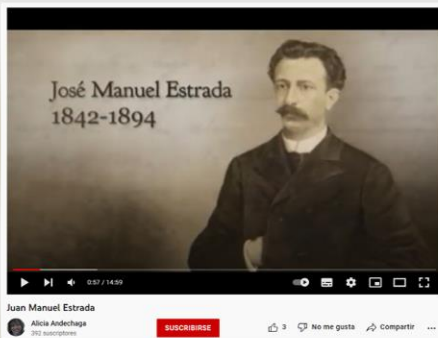 José Manuel Estrada
1842-1894
0:57 / 14:59
Juan Manuel Estrada
Alicia Andechaga
392 suscriptores
SUSCRIBIRSE
3
No me gusta
Compartir
...